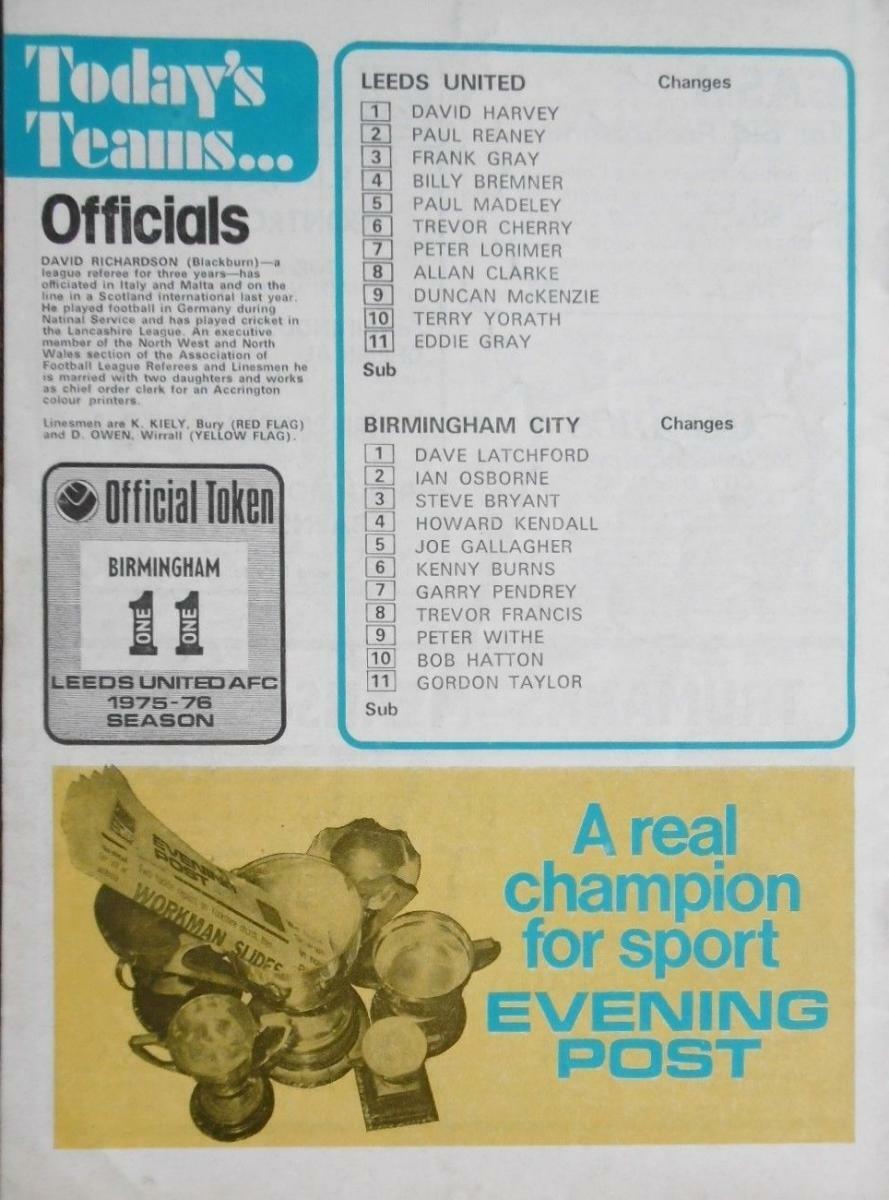 Today's
Teams...
Officials
DAVID RICHARDSON (Blackburn)—a
league referee for three years—has
officiated in Italy and Malta and on the
line in a Scotland international last year.
He played football in Germany during
Natinal Service and has played cricket in
the Lancashire League. An executive
member of the North West and North
Wales section of the Association of
Football League Referees and Linesmen he
is married with two daughters and works
as chief order clerk for an Accrington
colour printers.
Linesmen are K. KIELY, Bury (RED FLAG)
and D. OWEN, Wirrall (YELLOW FLAG).
Official Token
BIRMINGHAM
1 ONE 1 ONE
LEEDS UNITED AFC
1975-76
SEASON
LEEDS UNITED Changes
1 DAVID HARVEY
2 PAUL REANEY
3 FRANK GRAY
4 BILLY BREMNER
5 PAUL MADELEY
6 TREVOR CHERRY
7 PETER LORIMER
8 ALLAN CLARKE
9 DUNCAN McKENZIE
10 TERRY YORATH
11 EDDIE GRAY
Sub
BIRMINGHAM CITY Changes
1 DAVE LATCHFORD
2 IAN OSBORNE
3 STEVE BRYANT
4 HOWARD KENDALL
5 JOE GALLAGHER
6 KENNY BURNS
7 GARRY PENDREY
8 TREVOR FRANCIS
9 PETER WITHE
10 BOB HATTON
11 GORDON TAYLOR
Sub
EVENING
POST
WORKMAN SLIDES
A real
champion
for sport
EVENING
POST